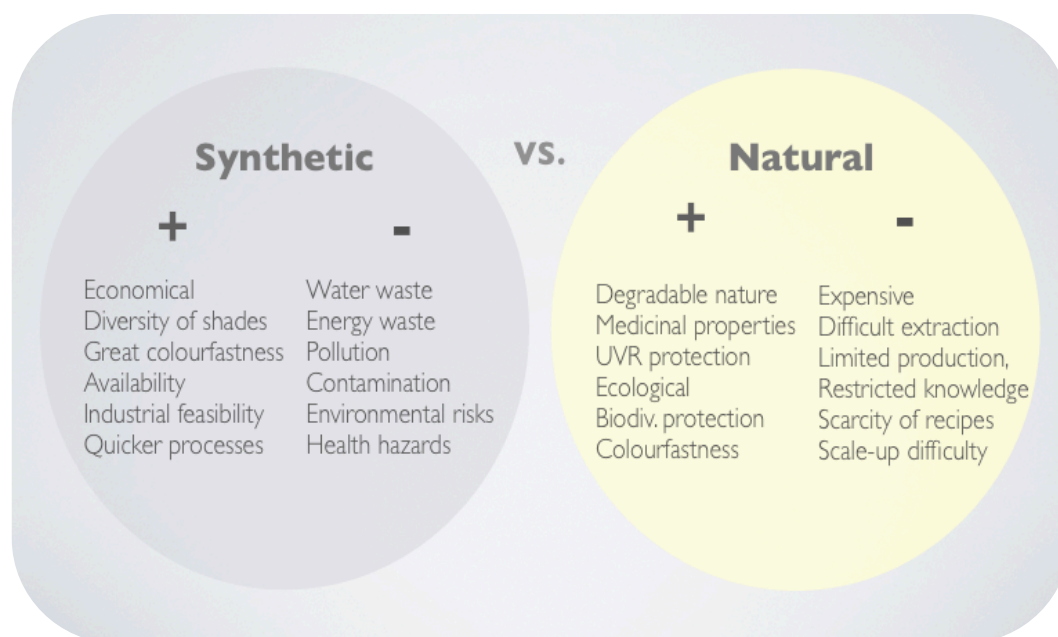 Synthetic
vs.
Natural
+
-
+
-
Economical
Diversity of shades
Great colourfastness
Availability
Industrial feasibility
Quicker processes
Water waste
Energy waste
Pollution
Contamination
Environmental risks
Health hazards
Degradable nature
Medicinal properties
UVR protection
Ecological
Biodiv. protection
Colourfastness
Expensive
Difficult extraction
Limited production,
Restricted knowledge
Scarcity of recipes
Scale-up difficulty